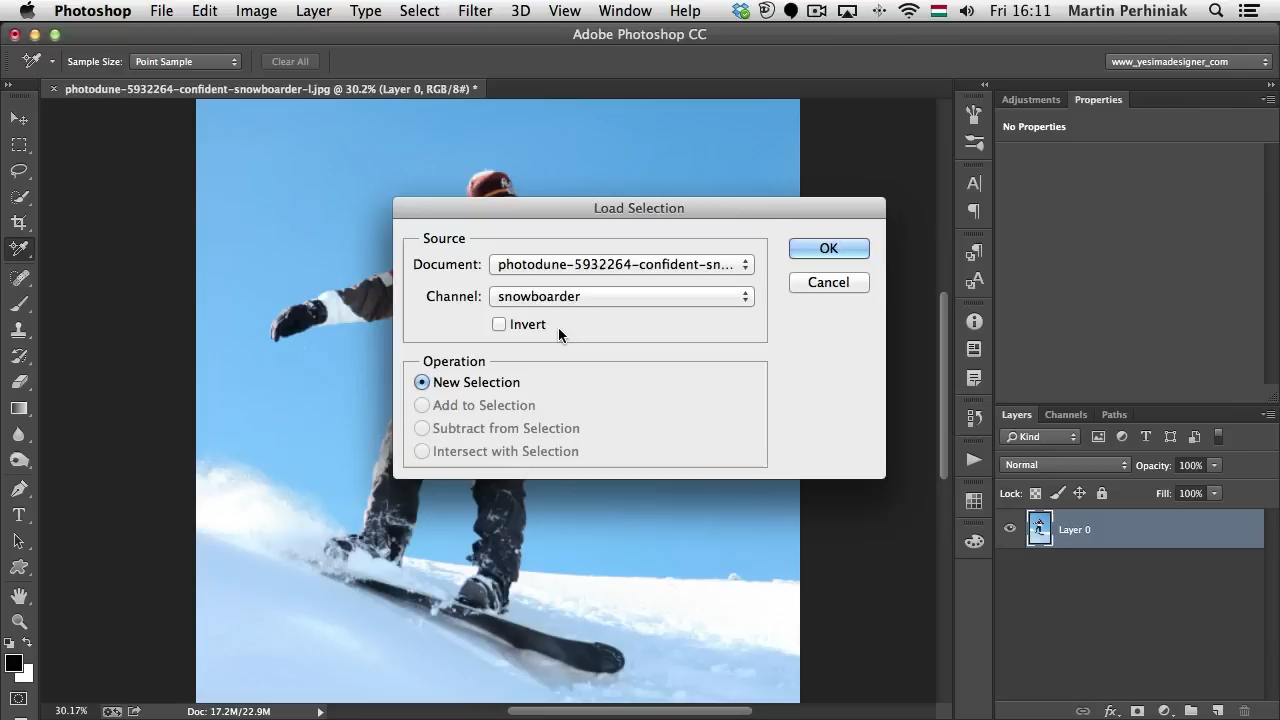 Photoshop File Edit Image Layer Type Select Filter 3D View Window Help Fri 16:11 Martin Perhiniak
Adobe Photoshop CC
Sample Size: Point Sample Clear All www_yesimadesigner_com
photodune-5932264-confident-snowboarder-l.jpg @ 30.2% (Layer 0, RGB/8#) *
Adjustments Properties
No Properties
Load Selection
Source
Document: photodune-5932264-confident-sn...
Channel: snowboarder
Invert
OK
Cancel
Operation
New Selection
Add to Selection
Subtract from Selection
Intersect with Selection
Layers Channels Paths
Kind
Normal Opacity: 100%
Lock: Fill: 100%
Layer 0
30.17% Doc: 17.2M/22.9M